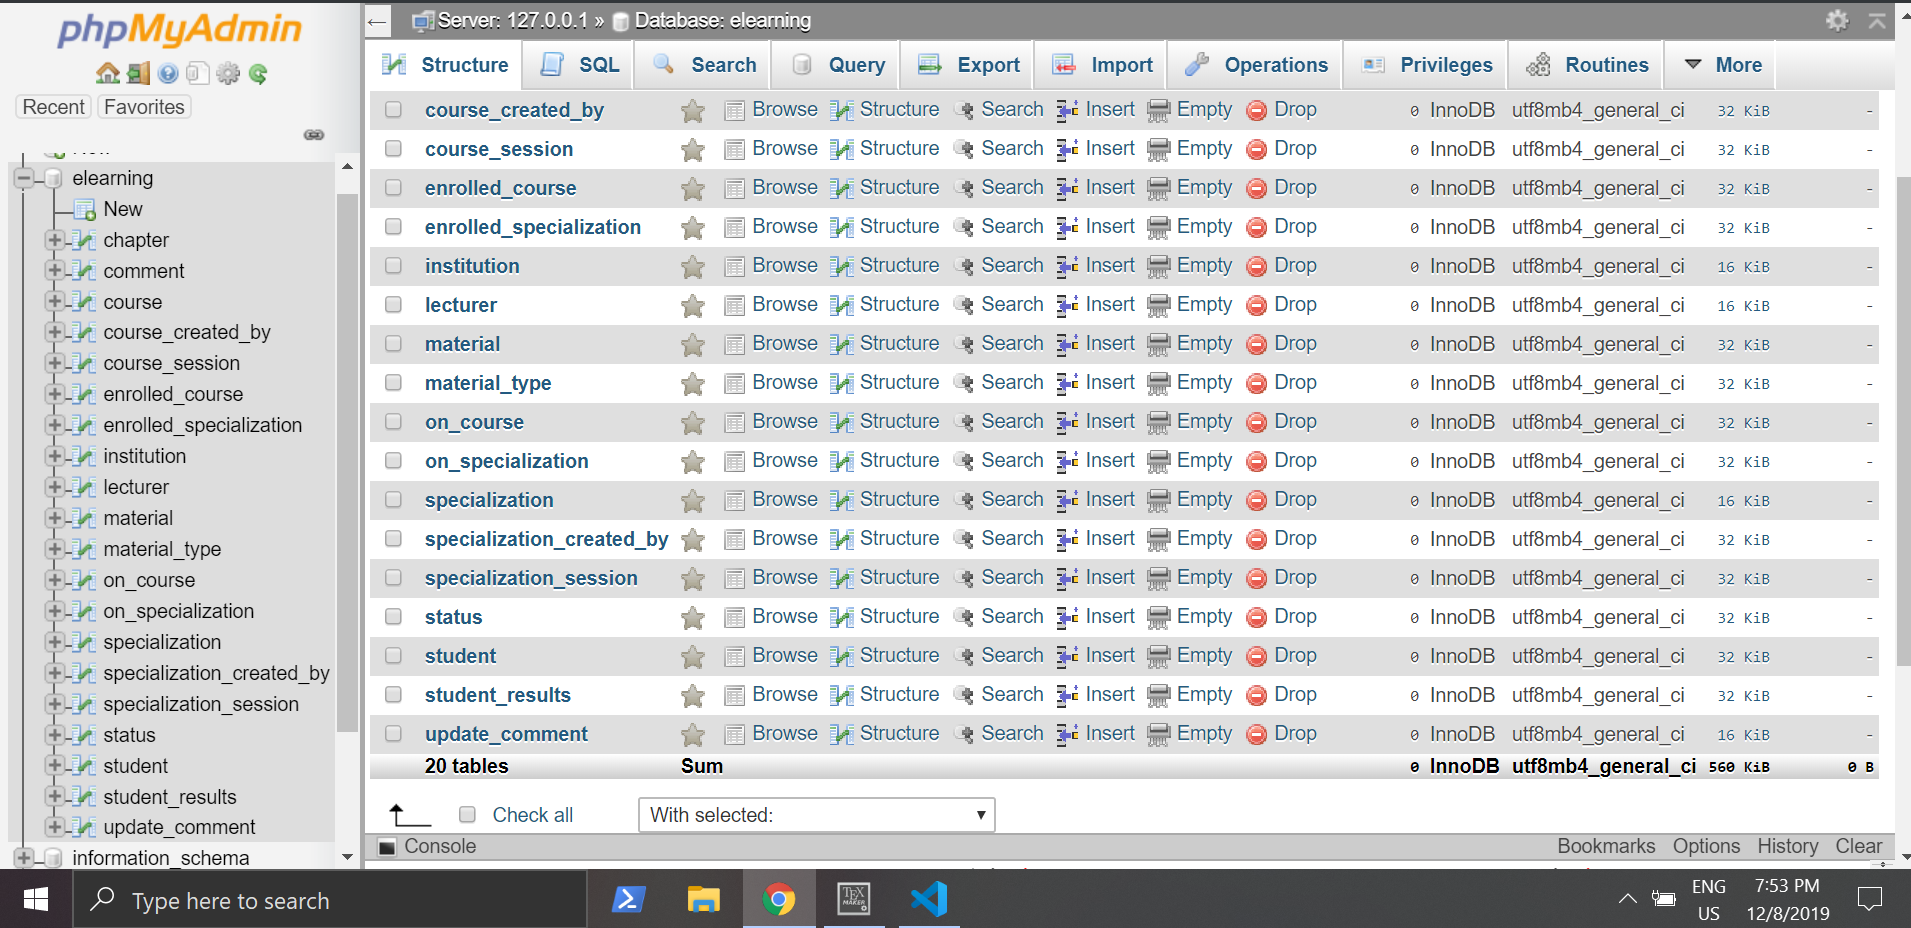 phpMyAdmin
Recent Favorites
elearning
New
chapter
comment
course
course_created_by
course_session
enrolled_course
enrolled_specialization
institution
lecturer
material
material_type
on_course
on_specialization
specialization
specialization_created_by
specialization_session
status
student
student_results
update_comment
information_schema
← Server: 127.0.0.1 » Database: elearning
Structure SQL Search Query Export Import Operations Privileges Routines More
course_created_by Browse Structure Search Insert Empty Drop 0 InnoDB utf8mb4_general_ci 32 KiB -
course_session Browse Structure Search Insert Empty Drop 0 InnoDB utf8mb4_general_ci 32 KiB -
enrolled_course Browse Structure Search Insert Empty Drop 0 InnoDB utf8mb4_general_ci 32 KiB -
enrolled_specialization Browse Structure Search Insert Empty Drop 0 InnoDB utf8mb4_general_ci 32 KiB -
institution Browse Structure Search Insert Empty Drop 0 InnoDB utf8mb4_general_ci 16 KiB -
lecturer Browse Structure Search Insert Empty Drop 0 InnoDB utf8mb4_general_ci 16 KiB -
material Browse Structure Search Insert Empty Drop 0 InnoDB utf8mb4_general_ci 32 KiB -
material_type Browse Structure Search Insert Empty Drop 0 InnoDB utf8mb4_general_ci 32 KiB -
on_course Browse Structure Search Insert Empty Drop 0 InnoDB utf8mb4_general_ci 32 KiB -
on_specialization Browse Structure Search Insert Empty Drop 0 InnoDB utf8mb4_general_ci 32 KiB -
specialization Browse Structure Search Insert Empty Drop 0 InnoDB utf8mb4_general_ci 16 KiB -
specialization_created_by Browse Structure Search Insert Empty Drop 0 InnoDB utf8mb4_general_ci 32 KiB -
specialization_session Browse Structure Search Insert Empty Drop 0 InnoDB utf8mb4_general_ci 32 KiB -
status Browse Structure Search Insert Empty Drop 0 InnoDB utf8mb4_general_ci 32 KiB -
student Browse Structure Search Insert Empty Drop 0 InnoDB utf8mb4_general_ci 32 KiB -
student_results Browse Structure Search Insert Empty Drop 0 InnoDB utf8mb4_general_ci 32 KiB -
update_comment Browse Structure Search Insert Empty Drop 0 InnoDB utf8mb4_general_ci 16 KiB -
20 tables Sum 0 InnoDB utf8mb4_general_ci 560 KiB 0 B
Check all With selected:
Console Bookmarks Options History Clear
Type here to search
TEX
MAKER
ENG
US
7:53 PM
12/8/2019